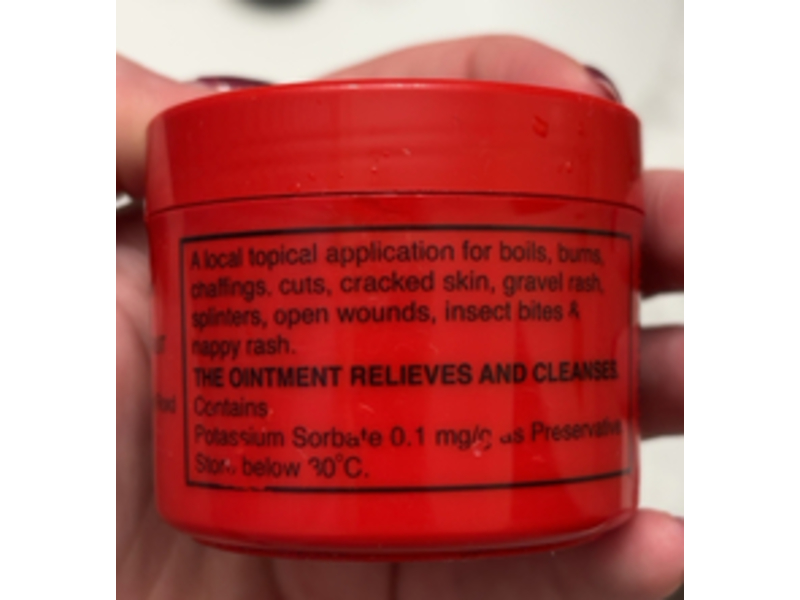 A local topical application for boils, burns,
chaffings, cuts, cracked skin, gravel rash,
splinters, open wounds, insect bites &
nappy rash.
THE OINTMENT RELIEVES AND CLEANSES.
Contains
Potassium Sorbate 0.1 mg/g as Preservative
Store below 30°C.